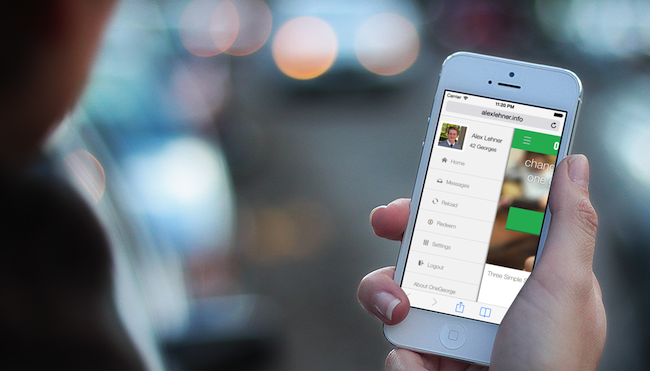 Carrier
11:20 PM
alexlehner.info
Alex Lehner
42 Georges
Home
Messages
Reload
Redeem
Settings
Logout
About OneGeorge
chang
one
Three Simple